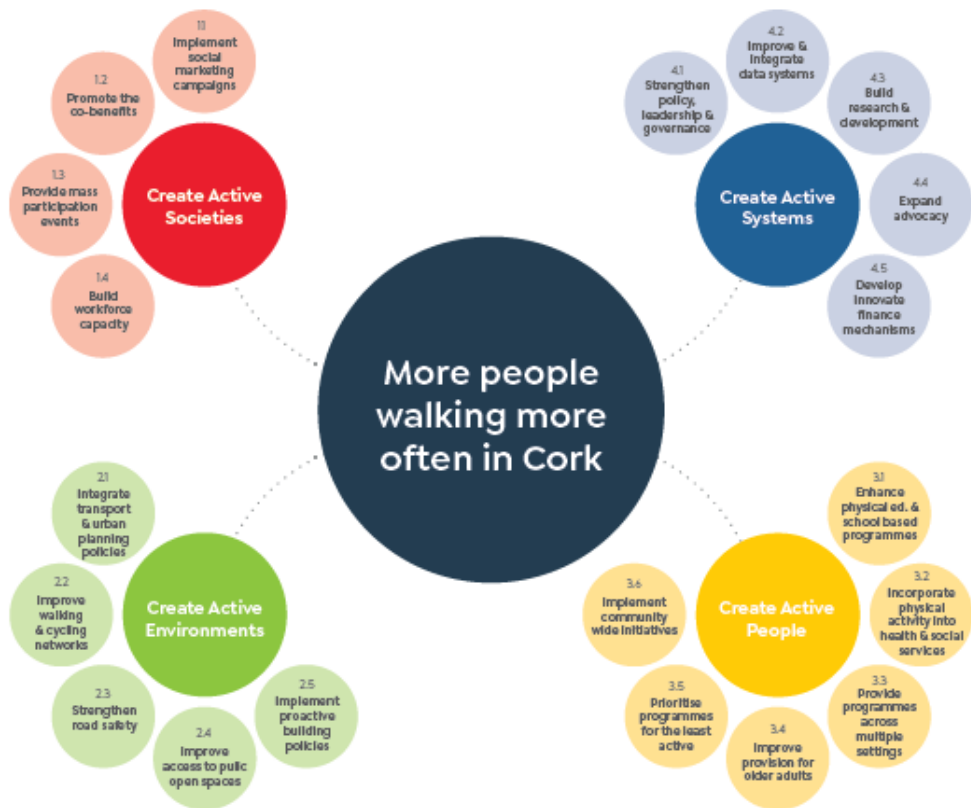 1.1
Implement
social
marketing
campaigns
1.2
Promote the
co-benefits
1.3
Provide mass
participation
events
1.4
Build
workforce
capacity
Create Active
Societies
4.1
Strengthen
policy,
leadership &
governance
4.2
Improve &
integrate
data systems
4.3
Build
research &
development
4.4
Expand
advocacy
4.5
Develop
innovate
finance
mechanisms
Create Active
Systems
More people
walking more
often in Cork
2.1
Integrate
transport
& urban
planning
policies
2.2
Improve
walking
& cycling
networks
2.3
Strengthen
road safety
2.4
Improve
access to pulic
open spaces
2.5
Implement
proactive
building
policies
Create Active
Environments
3.1
Enhance
physical ed. &
school based
programmes
3.2
Incorporate
physical
activity into
health & social
services
3.3
Provide
programmes
across
multiple
settings
3.4
Improve
provision for
older adults
3.5
Prioritise
programmes
for the least
active
3.6
Implement
community
wide initiatives
Create Active
People